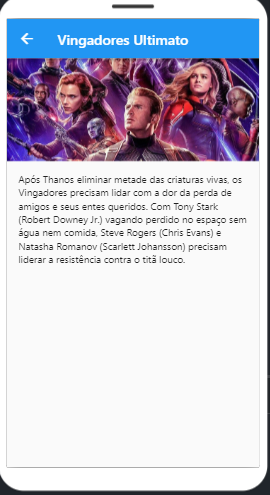 Vingadores Ultimato
Após Thanos eliminar metade das criaturas vivas, os
Vingadores precisam lidar com a dor da perda de
amigos e seus entes queridos. Com Tony Stark
(Robert Downey Jr.) vagando perdido no espaço sem
água nem comida, Steve Rogers (Chris Evans) e
Natasha Romanov (Scarlett Johansson) precisam
liderar a resistência contra o titã louco.